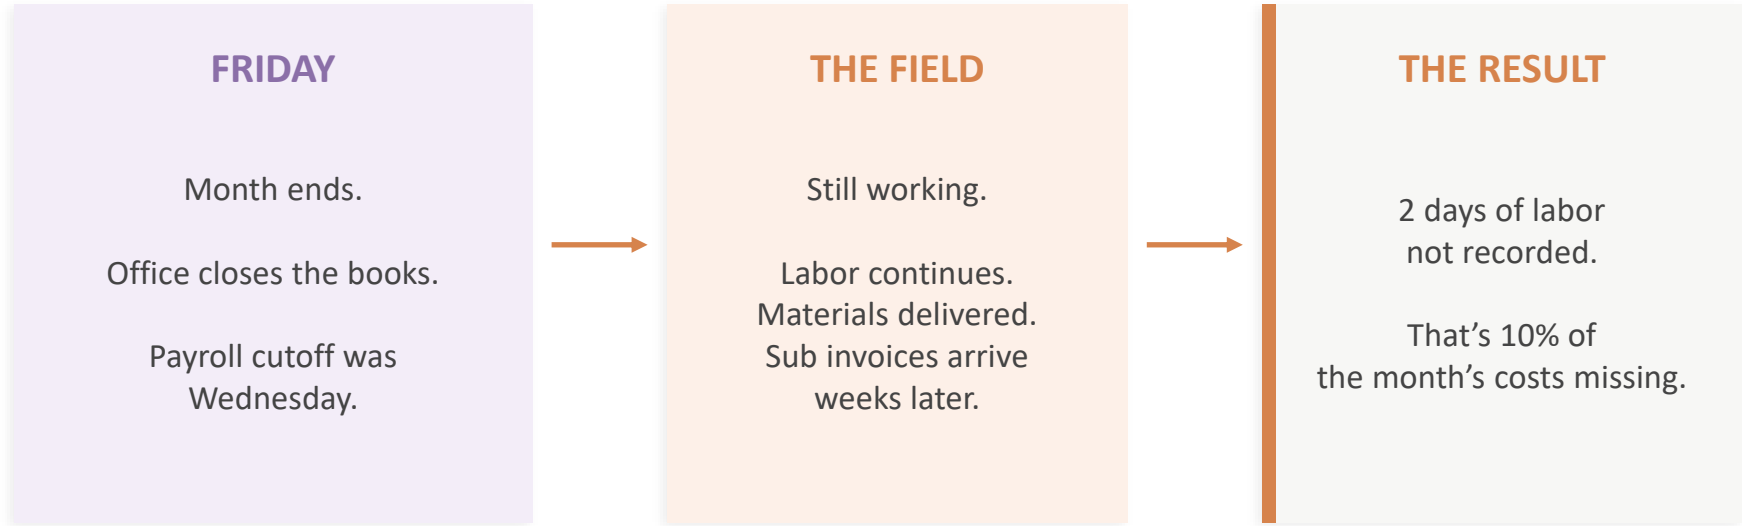 FRIDAY
Month ends.
Office closes the books.
Payroll cutoff was
Wednesday.
THE FIELD
Still working.
Labor continues.
Materials delivered.
Sub invoices arrive
weeks later.
THE RESULT
2 days of labor
not recorded.
That’s 10% of
the month’s costs missing.